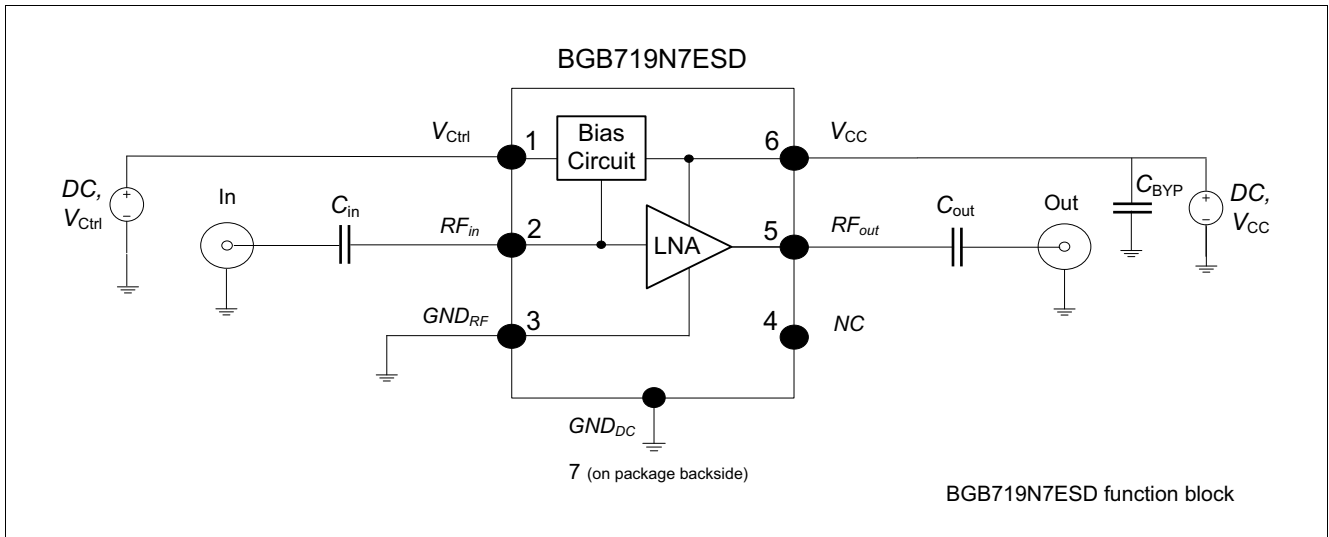 BGB719N7ESD
VCtrl
1
Bias
Circuit
6
VCC
DC,
VCtrl
+
−
In
Cin
RFin
2
LNA
5
RFout
Cout
Out
CBYP
+
−
DC,
VCC
GNDRF
3
4
NC
GNDDC
7 (on package backside)
BGB719N7ESD function block